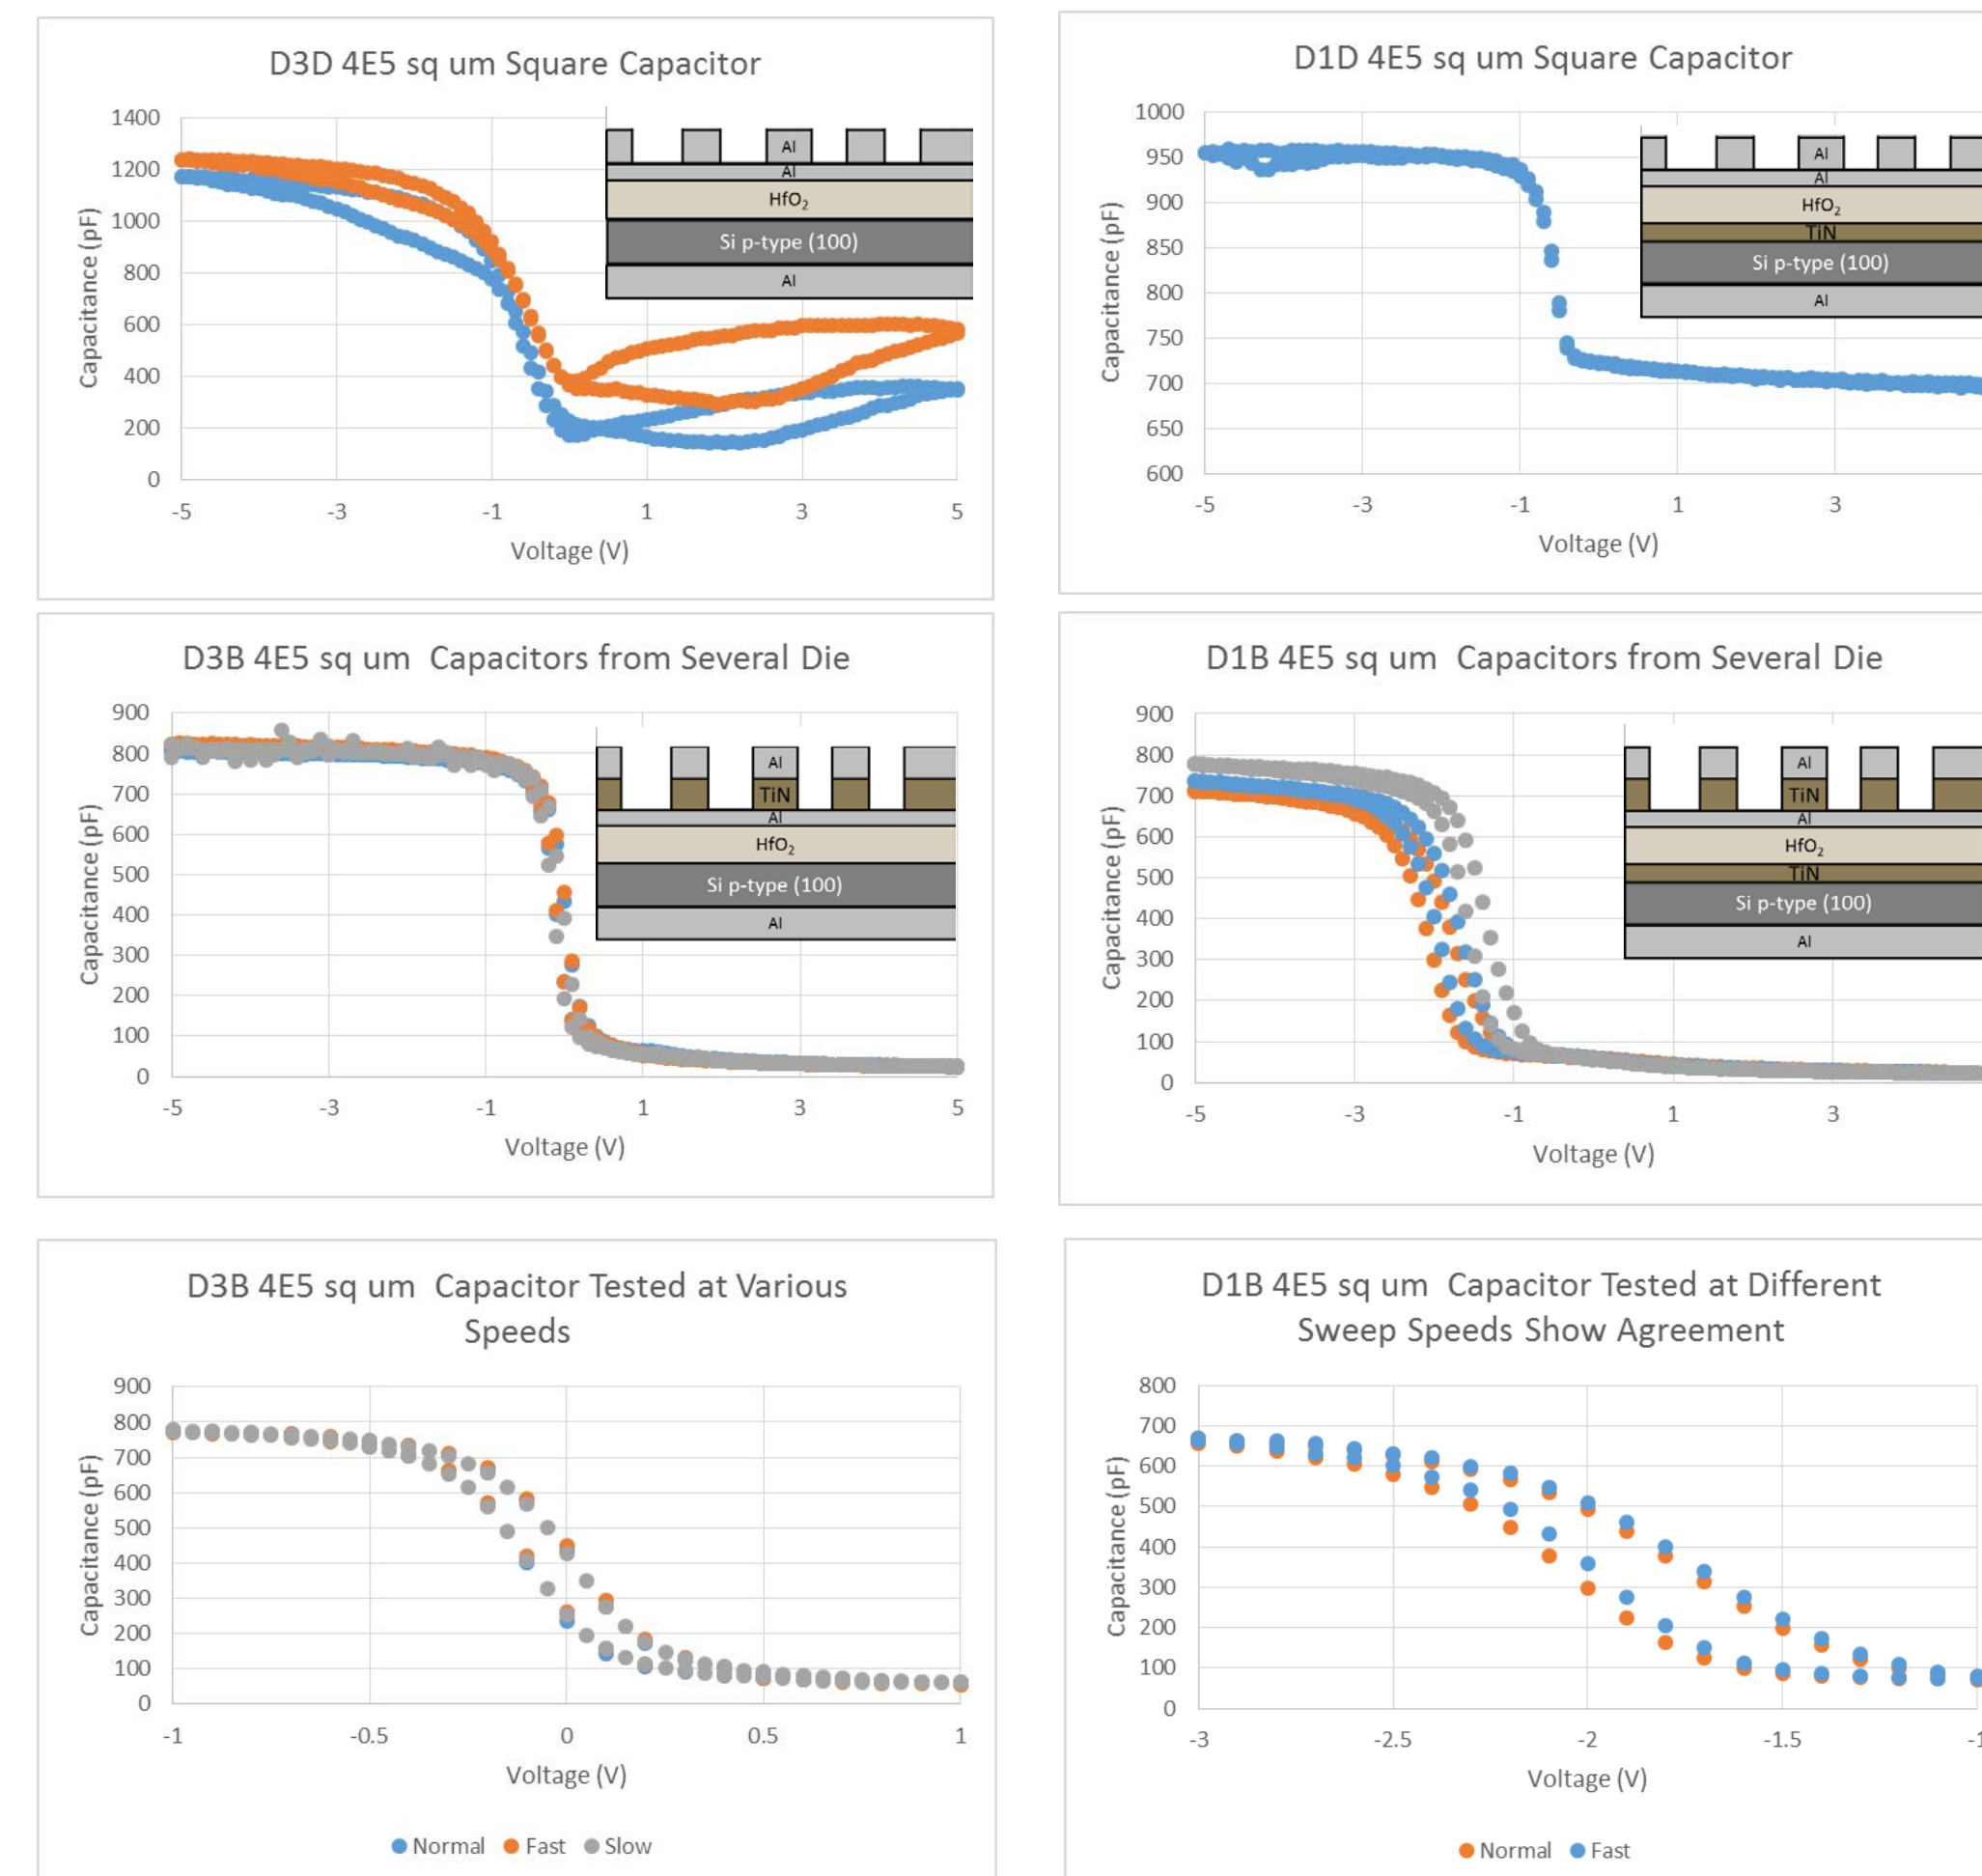 D3D 4E5 sq um Square Capacitor
1400
1200
1000
800
600
400
200
0
Capacitance (pF)
-5 -3 -1 1 3 5
Voltage (V)
Al
Al
HfO₂
Si p-type (100)
Al
D1D 4E5 sq um Square Capacitor
1000
950
900
850
800
750
700
650
600
Capacitance (pF)
-5 -3 -1 1 3
Voltage (V)
Al
Al
HfO₂
TiN
Si p-type (100)
Al
D3B 4E5 sq um Capacitors from Several Die
900
800
700
600
500
400
300
200
100
0
Capacitance (pF)
-5 -3 -1 1 3 5
Voltage (V)
Al
TiN
Al
HfO₂
Si p-type (100)
Al
D1B 4E5 sq um Capacitors from Several Die
900
800
700
600
500
400
300
200
100
0
Capacitance (pF)
-5 -3 -1 1 3
Voltage (V)
Al
TiN
Al
HfO₂
TiN
Si p-type (100)
Al
D3B 4E5 sq um Capacitor Tested at Various
Speeds
900
800
700
600
500
400
300
200
100
0
Capacitance (pF)
-1 -0.5 0 0.5 1
Voltage (V)
Normal Fast Slow
D1B 4E5 sq um Capacitor Tested at Different
Sweep Speeds Show Agreement
800
700
600
500
400
300
200
100
0
Capacitance (pF)
-3 -2.5 -2 -1.5
Voltage (V)
Normal Fast